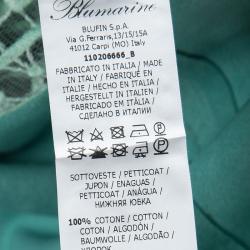 Blumarine
BLUFIN S.p.A.
Via G.Ferraris,13/15/15A
41012 Carpi (MO) Italy
110206666_B
FABBRICATO IN ITALIA / MADE IN
ITALY / FABRIQUÉ EN
ITALIE / HECHO EN ITALIA /
HERGESTELLT IN ITALIEN /
FABRICADO EM ITÁLIA /
СДЕЛАНО В ИТАЛИИ
SOTTOVESTE / PETTICOAT /
JUPON / ENAGUAS /
PETTICOAT / ANÁGUA /
НИЖНЯЯ ЮБКА
100% COTONE / COTTON /
COTON / ALGODÓN /
BAUMWOLLE / ALGODÃO /
ХЛОПОК